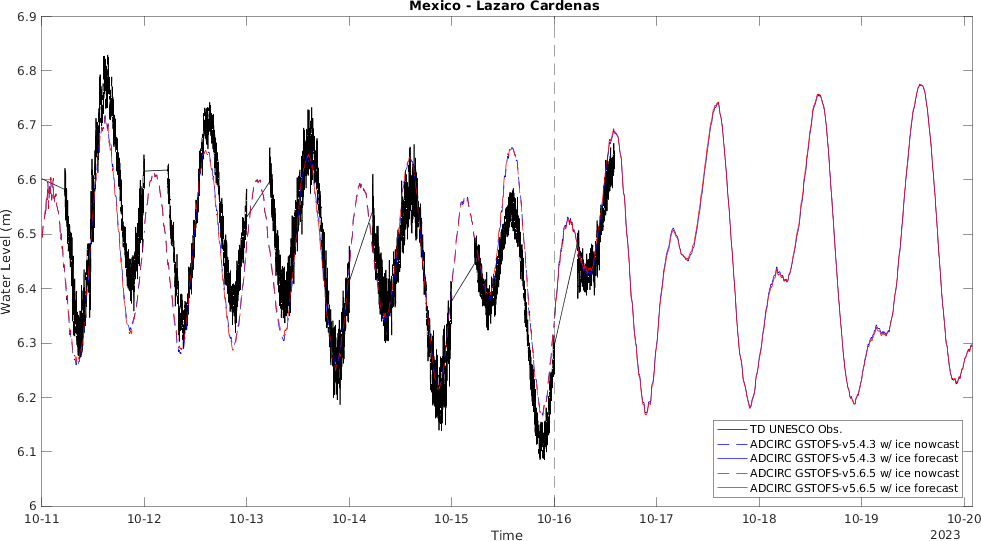 Mexico - Lazaro Cardenas
6.9
6.8
6.7
6.6
6.5
6.4
6.3
6.2
6.1
6
Water Level (m)
TD UNESCO Obs.
ADCIRC GSTOFS-v5.4.3 w/ ice nowcast
ADCIRC GSTOFS-v5.4.3 w/ ice forecast
ADCIRC GSTOFS-v5.6.5 w/ ice nowcast
ADCIRC GSTOFS-v5.6.5 w/ ice forecast
10-11 10-12 10-13 10-14 10-15 10-16 10-17 10-18 10-19 10-20
Time
2023